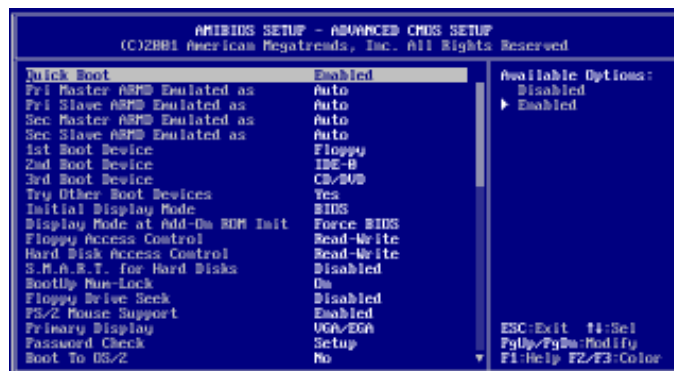 AMIBIOS SETUP - ADVANCED CMOS SETUP
(C)2001 American Megatrends, Inc. All Rights Reserved
Quick Boot Enabled
Pri Master ARMD Emulated as Auto
Pri Slave ARMD Emulated as Auto
Sec Master ARMD Emulated as Auto
Sec Slave ARMD Emulated as Auto
1st Boot Device Floppy
2nd Boot Device IDE-0
3rd Boot Device CD/DVD
Try Other Boot Devices Yes
Initial Display Mode BIOS
Display Mode at Add-On ROM Init Force BIOS
Floppy Access Control Read-Write
Hard Disk Access Control Read-Write
S.M.A.R.T. for Hard Disks Disabled
BootUp Num-Lock On
Floppy Drive Seek Disabled
PS/2 Mouse Support Enabled
Primary Display VGA/EGA
Password Check Setup
Boot To OS/2 No
Available Options:
Disabled
► Enabled
ESC:Exit ↑↓:Sel
PgUp/PgDn:Modify
F1:Help F2/F3:Color